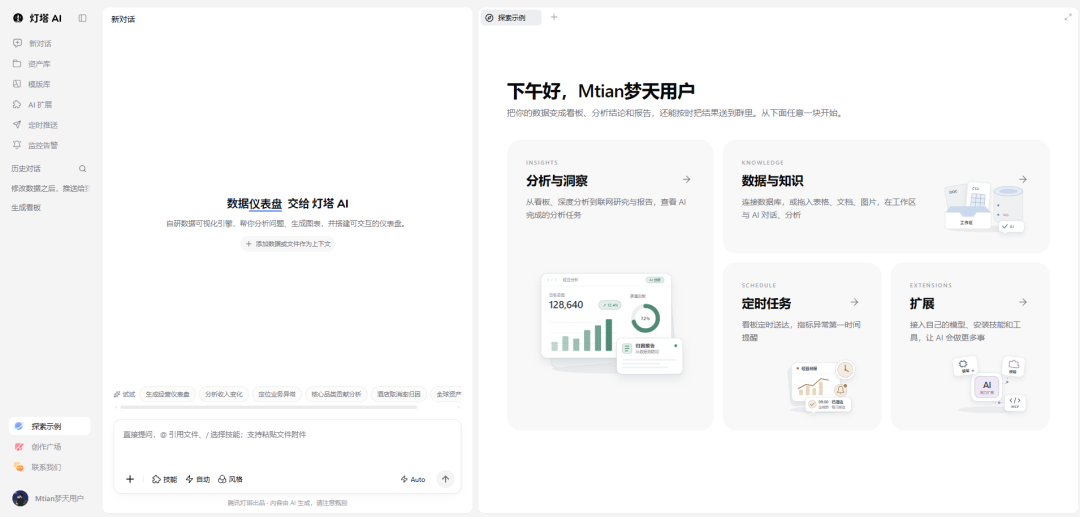 灯塔 AI
新对话
资产库
模版库
AI 扩展
定时推送
监控告警
历史对话
修改数据之后，推送给
生成看板
探索示例
创作广场
联系我们
Mtian梦天用户
新对话
数据仪表盘 交给 灯塔 AI
自研数据可视化引擎，帮你分析问题、生成图表，并搭建可交互的仪表盘。
添加数据或文件作为上下文
试试
生成经营仪表盘
分析收入变化
定位业务异常
核心品类贡献分析
酒店取消率归因
全球资产
直接提问，@ 引用文件，/ 选择技能；支持粘贴文件附件
技能
自动
风格
Auto
腾讯灯塔出品 · 内容由 AI 生成，请注意甄别
探索示例
下午好，Mtian梦天用户
把你的数据变成看板、分析结论和报告，还能按时把结果送到群里。从下面任意一块开始。
INSIGHTS
分析与洞察
从看板、深度分析到联网研究与报告，查看 AI
完成的分析任务
128,640
12.4%
72%
KNOWLEDGE
数据与知识
连接数据库，或拖入表格、文档、图片，在工作区
与 AI 对话、分析
工作区
AI
SCHEDULE
定时任务
看板定时送达，指标异常第一时间
提醒
EXTENSIONS
扩展
接入自己的模型、安装技能和工
具，让 AI 会做更多事
AI
MCP